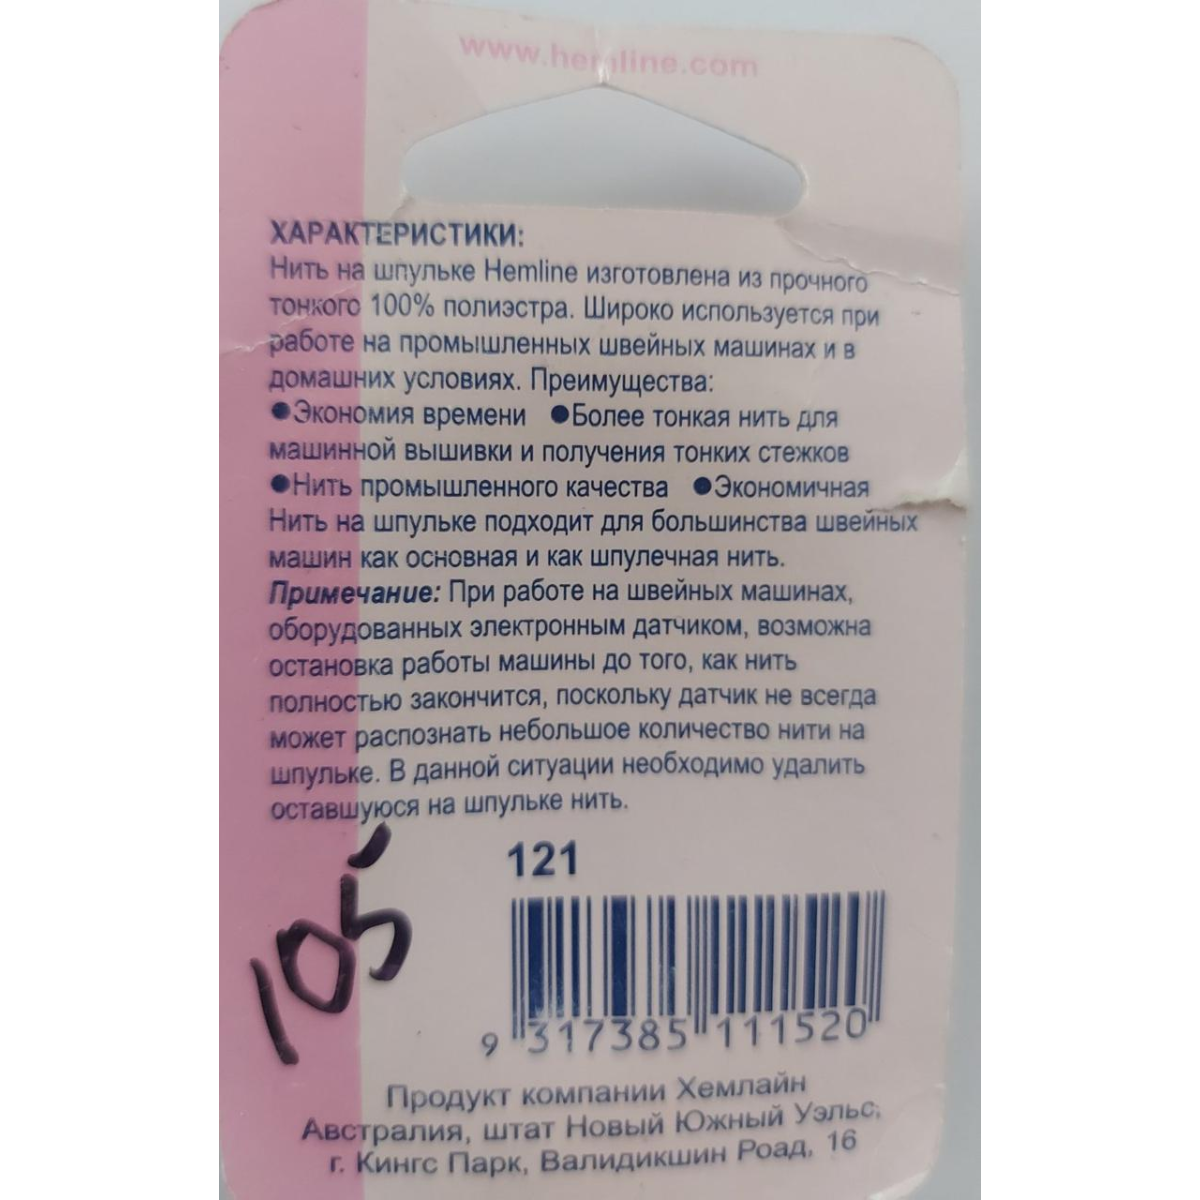 www.hemline.com
ХАРАКТЕРИСТИКИ:
Нить на шпульке Hemline изготовлена из прочного
тонкого 100% полиэстра. Широко используется при
работе на промышленных швейных машинах и в
домашних условиях. Преимущества:
●Экономия времени ●Более тонкая нить для
машинной вышивки и получения тонких стежков
●Нить промышленного качества ●Экономичная
Нить на шпульке подходит для большинства швейных
машин как основная и как шпулечная нить.
Примечание: При работе на швейных машинах,
оборудованных электронным датчиком, возможна
остановка работы машины до того, как нить
полностью закончится, поскольку датчик не всегда
может распознать небольшое количество нити на
шпульке. В данной ситуации необходимо удалить
оставшуюся на шпульке нить.
105
121
9 317385 111520
Продукт компании Хемлайн
Австралия, штат Новый Южный Уэльс,
г. Кингс Парк, Валидикшин Роад, 16